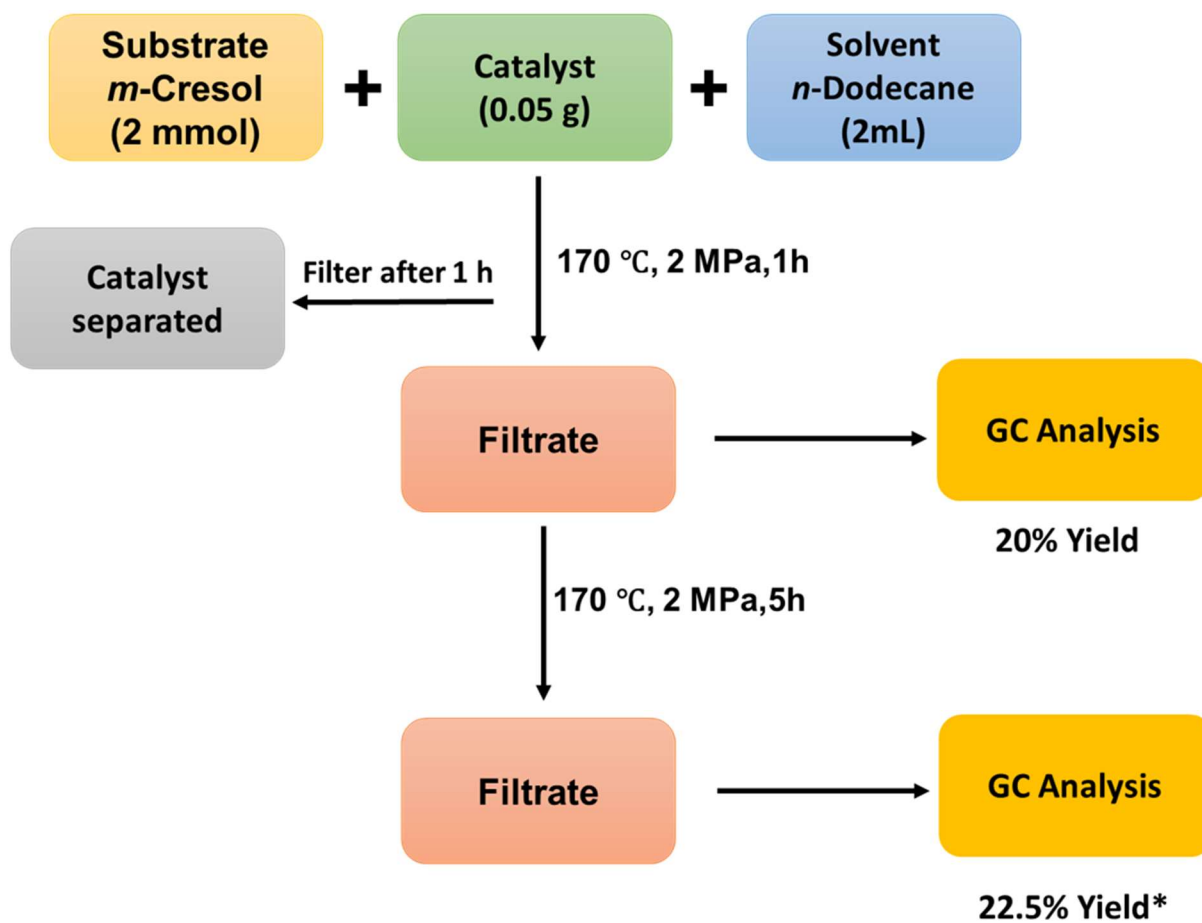 Substrate
m-Cresol
(2 mmol)
+
Catalyst
(0.05 g)
+
Solvent
n-Dodecane
(2mL)
170 ℃, 2 MPa,1h
Filter after 1 h
Catalyst
separated
Filtrate
GC Analysis
20% Yield
170 ℃, 2 MPa,5h
Filtrate
GC Analysis
22.5% Yield*